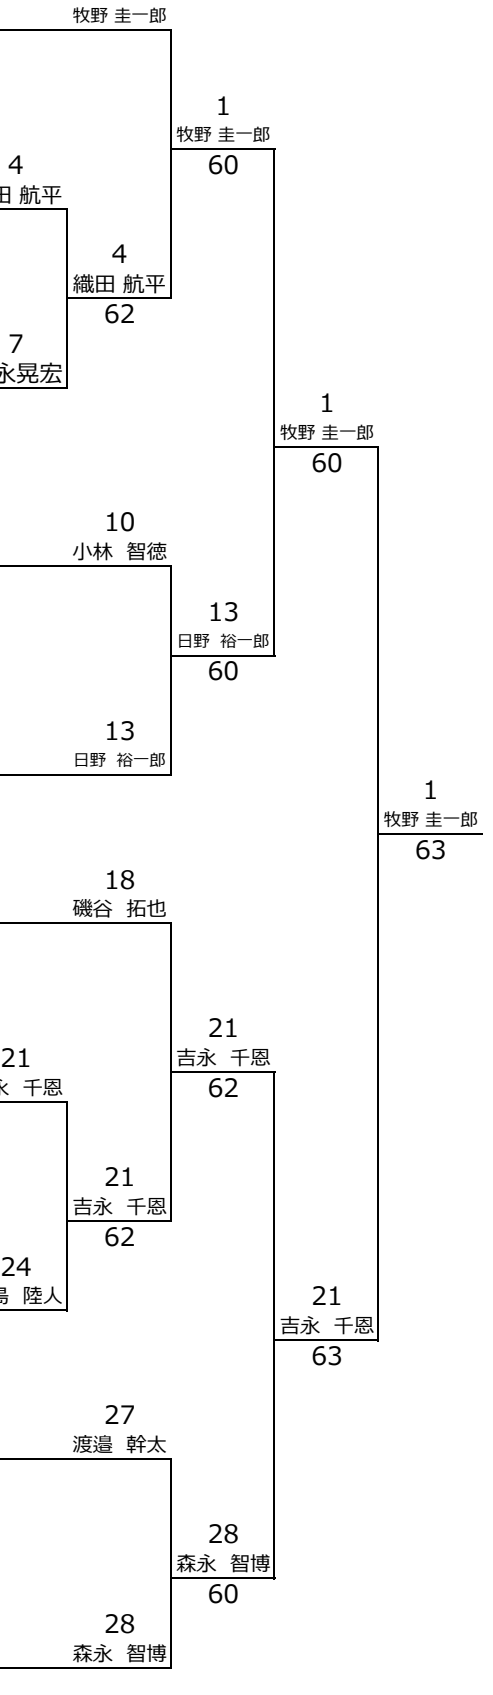 牧野 圭一郎
1
牧野 圭一郎
60
4
田 航平
4
織田 航平
62
7
永晃宏
1
牧野 圭一郎
60
10
小林 智徳
13
日野 裕一郎
60
13
日野 裕一郎
1
牧野 圭一郎
63
18
磯谷 拓也
21
吉永 千恩
62
21
永 千恩
21
吉永 千恩
62
24
島 陸人
21
吉永 千恩
63
27
渡邉 幹太
28
森永 智博
60
28
森永 智博